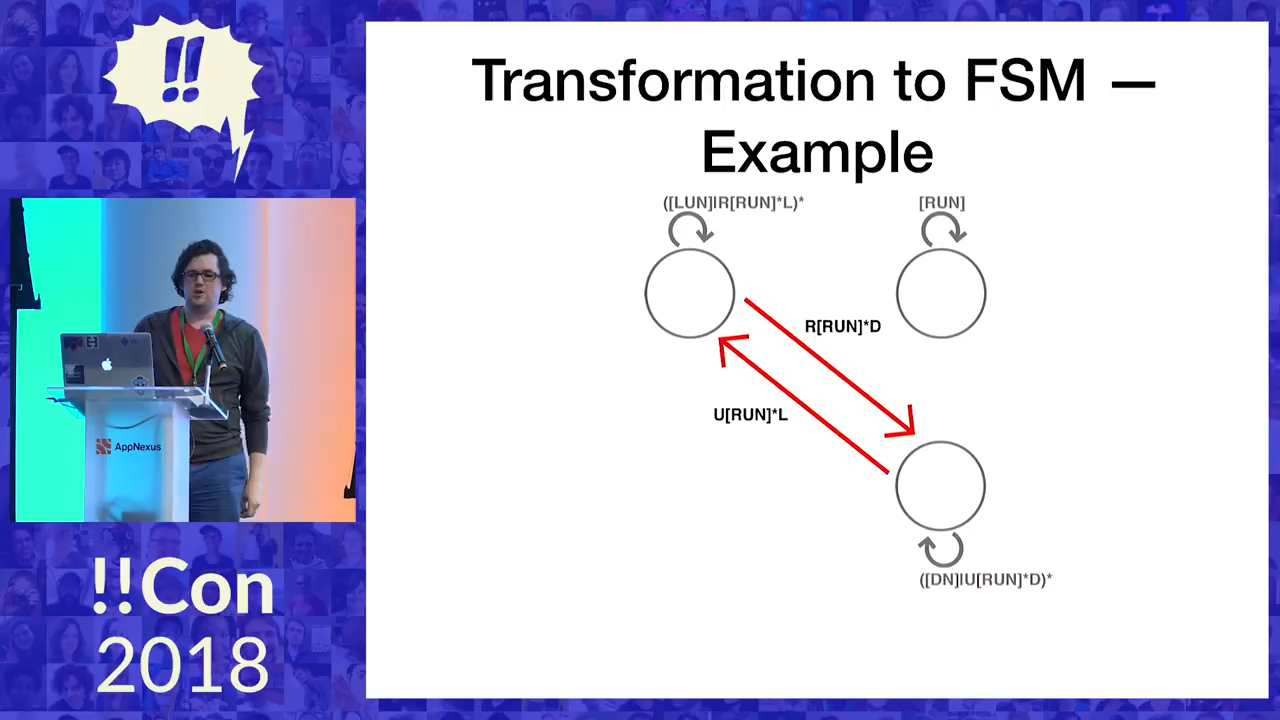 !!
Transformation to FSM —
Example
([LUN]|R[RUN]*L)*
[RUN]
R[RUN]*D
U[RUN]*L
([DN]|U[RUN]*D)*
AppNexus
!!Con
2018